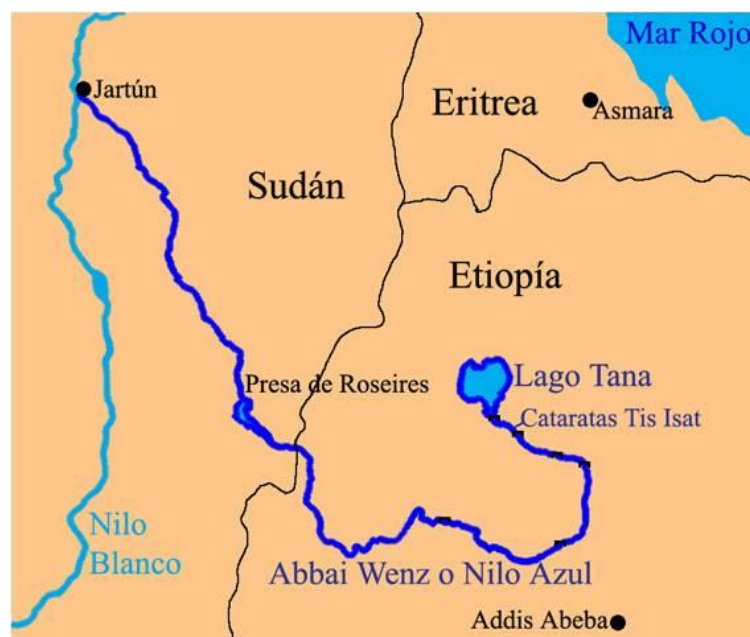 Mar Rojo
Jartún
Eritrea
Asmara
Sudán
Etiopía
Presa de Roseires
Lago Tana
Cataratas Tis Isat
Nilo
Blanco
Abbai Wenz o Nilo Azul
Addis Abeba